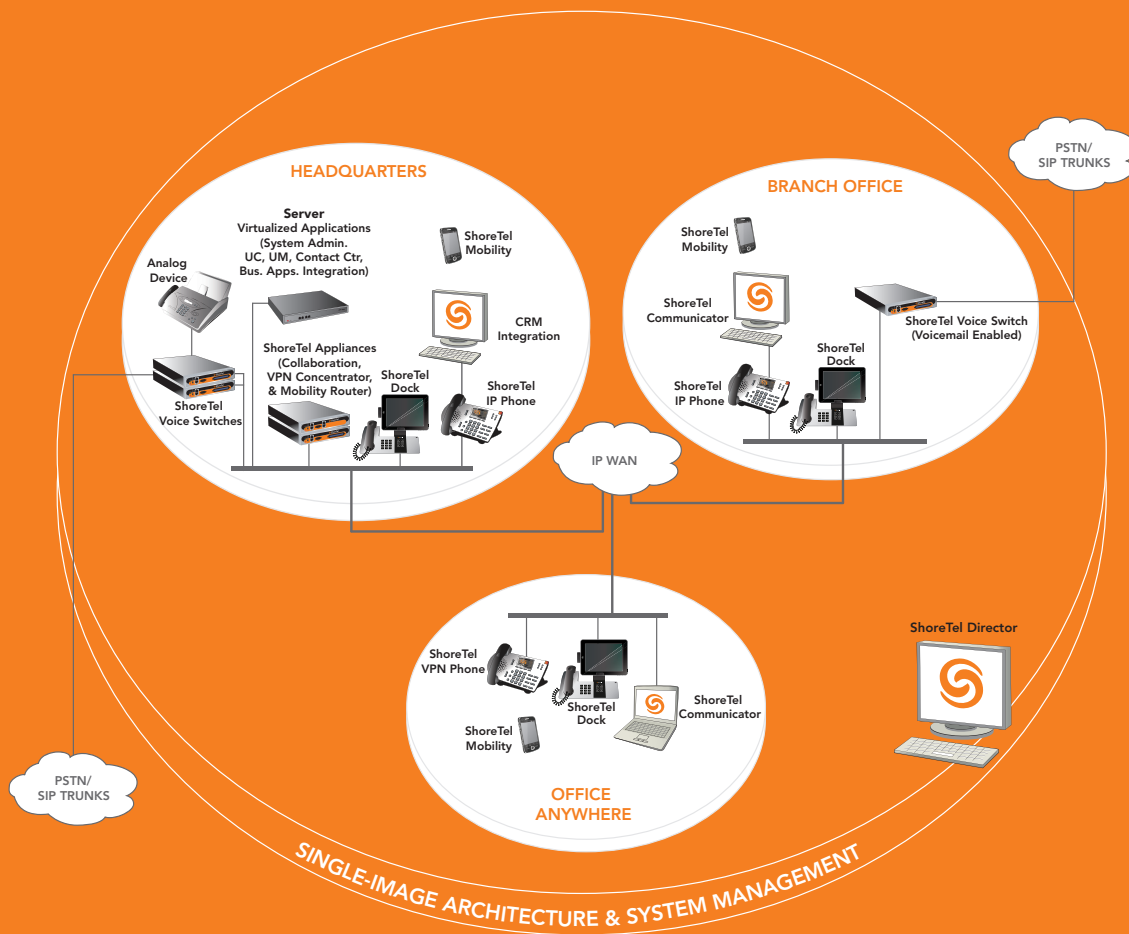 HEADQUARTERS
Server
Virtualized Applications
(System Admin.
UC, UM, Contact Ctr,
Bus. Apps. Integration)
Analog
Device
ShoreTel
Mobility
CRM
Integration
ShoreTel Appliances
(Collaboration,
VPN Concentrator,
& Mobility Router)
ShoreTel
Dock
ShoreTel
IP Phone
ShoreTel
Voice Switches
BRANCH OFFICE
ShoreTel
Mobility
ShoreTel
Communicator
ShoreTel Voice Switch
(Voicemail Enabled)
ShoreTel
Dock
ShoreTel
IP Phone
PSTN/
SIP TRUNKS
IP WAN
ShoreTel
VPN Phone
ShoreTel
Dock
ShoreTel
Communicator
ShoreTel
Mobility
OFFICE
ANYWHERE
ShoreTel Director
PSTN/
SIP TRUNKS
SINGLE-IMAGE ARCHITECTURE & SYSTEM MANAGEMENT